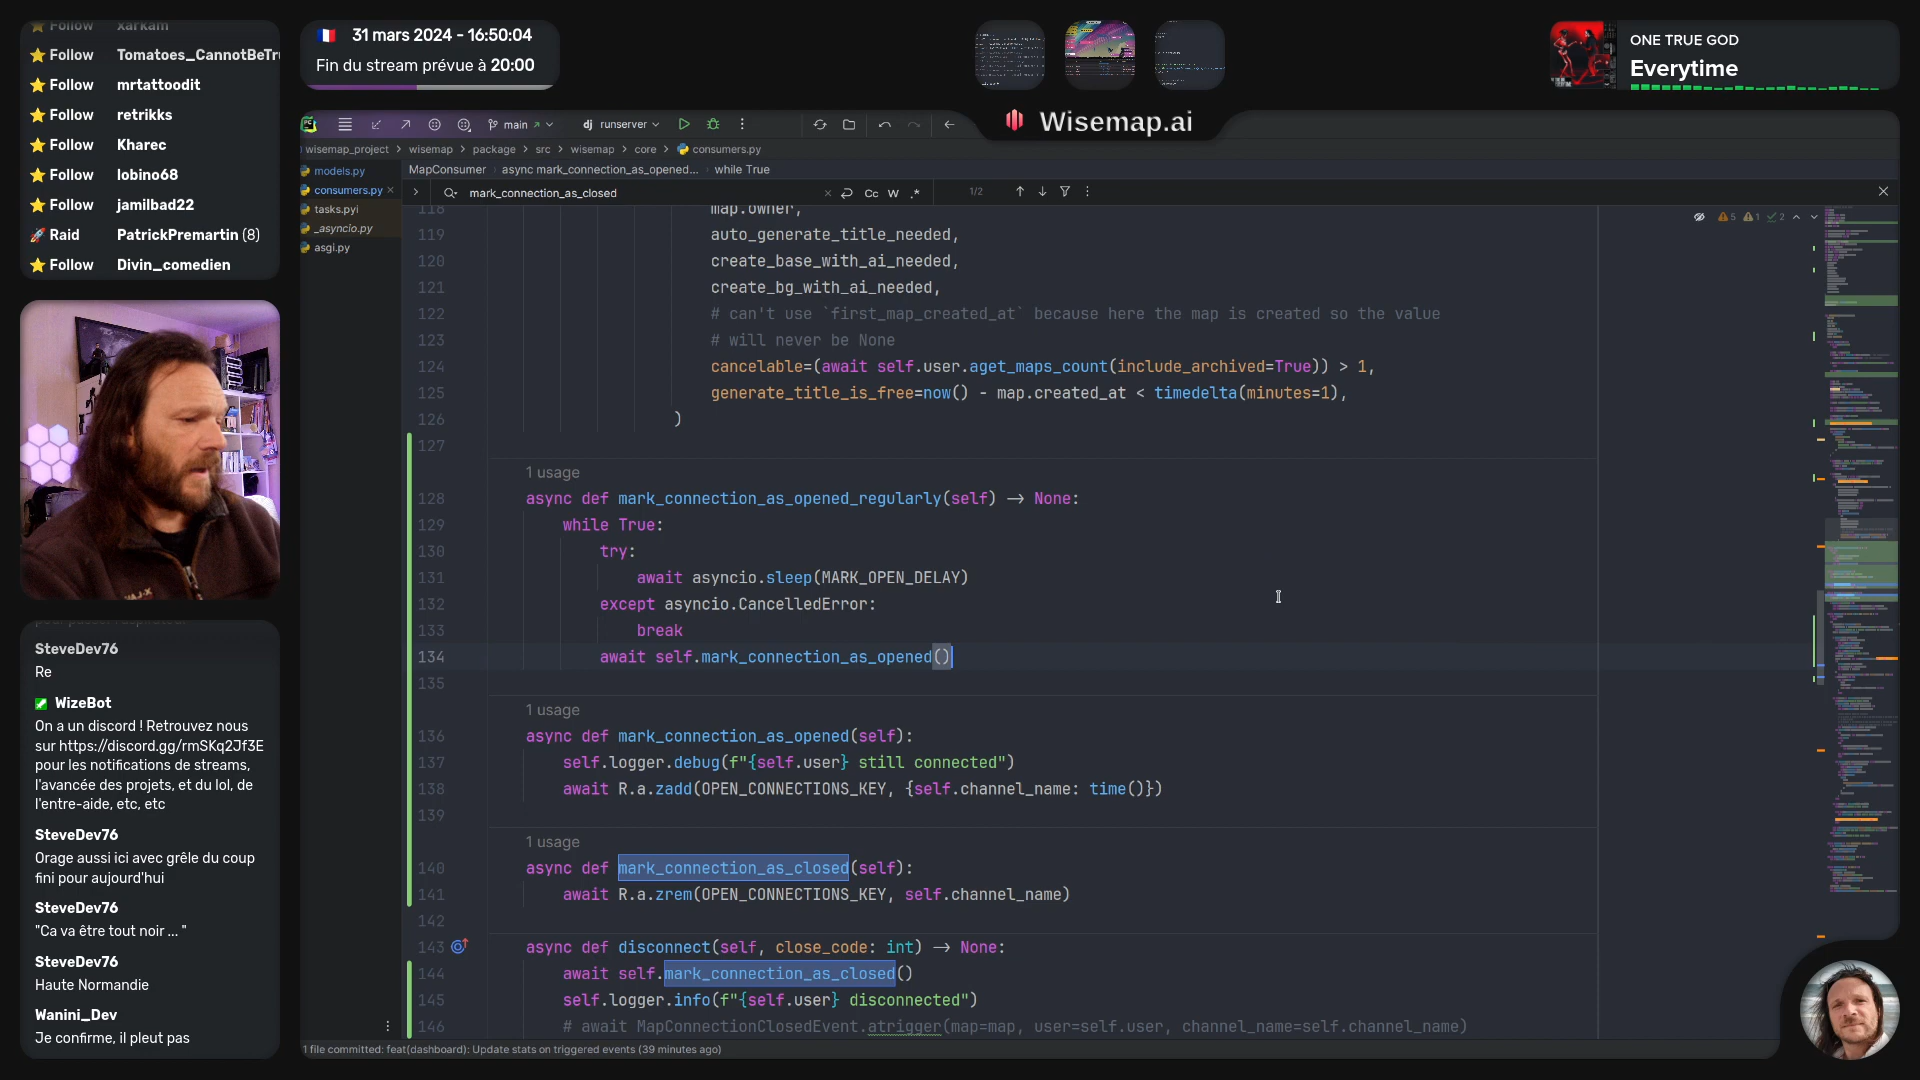 Follow xarkam
Follow Tomatoes_CannotBeTr
Follow mrtattoodit
Follow retrikks
Follow Kharec
Follow lobino68
Follow jamilbad22
Raid PatrickPremartin (8)
Follow Divin_comedien
31 mars 2024 - 16:50:04
Fin du stream prévue à 20:00
ONE TRUE GOD
Everytime
Wisemap.ai
main
dj runserver
wisemap_project > wisemap > package > src > wisemap > core > consumers.py
models.py
consumers.py
tasks.pyi
_asyncio.py
asgi.py
MapConsumer > async mark_connection_as_opened... > while True
mark_connection_as_closed
Cc W .*
1/2
5 1 2
118 map.owner,
119 auto_generate_title_needed,
120 create_base_with_ai_needed,
121 create_bg_with_ai_needed,
122 # can't use `first_map_created_at` because here the map is created so the value
123 # will never be None
124 cancelable=(await self.user.aget_maps_count(include_archived=True)) > 1,
125 generate_title_is_free=now() - map.created_at < timedelta(minutes=1),
126 )
127
1 usage
128 async def mark_connection_as_opened_regularly(self) → None:
129 while True:
130 try:
131 await asyncio.sleep(MARK_OPEN_DELAY)
132 except asyncio.CancelledError:
133 break
134 await self.mark_connection_as_opened()
135
1 usage
136 async def mark_connection_as_opened(self):
137 self.logger.debug(f"{self.user} still connected")
138 await R.a.zadd(OPEN_CONNECTIONS_KEY, {self.channel_name: time()})
139
1 usage
140 async def mark_connection_as_closed(self):
141 await R.a.zrem(OPEN_CONNECTIONS_KEY, self.channel_name)
142
143 async def disconnect(self, close_code: int) → None:
144 await self.mark_connection_as_closed()
145 self.logger.info(f"{self.user} disconnected")
146 # await MapConnectionClosedEvent.atrigger(map=map, user=self.user, channel_name=self.channel_name)
1 file committed: feat(dashboard): Update stats on triggered events (39 minutes ago)
SteveDev76
Re
WizeBot
On a un discord ! Retrouvez nous
sur https://discord.gg/rmSKq2Jf3E
pour les notifications de streams,
l'avancée des projets, et du lol, de
l'entre-aide, etc, etc
SteveDev76
Orage aussi ici avec grêle du coup
fini pour aujourd'hui
SteveDev76
"Ca va être tout noir ... "
SteveDev76
Haute Normandie
Wanini_Dev
Je confirme, il pleut pas